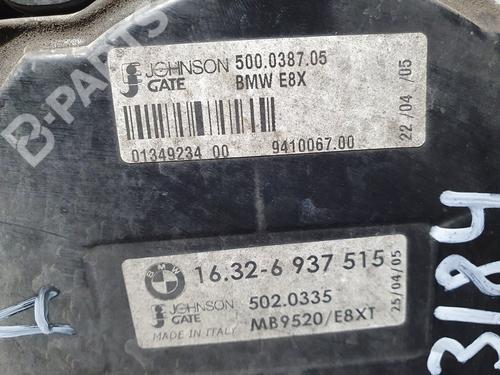 B-PARTS
JOHNSON GATE 500.0387.05
BMW E8X
01349234 00 9410067.00
22/04/05
BMW
16.32-6 937 515
JOHNSON GATE 502.0335
MADE IN ITALY MB9520/E8XT
25/04/05
3184
A